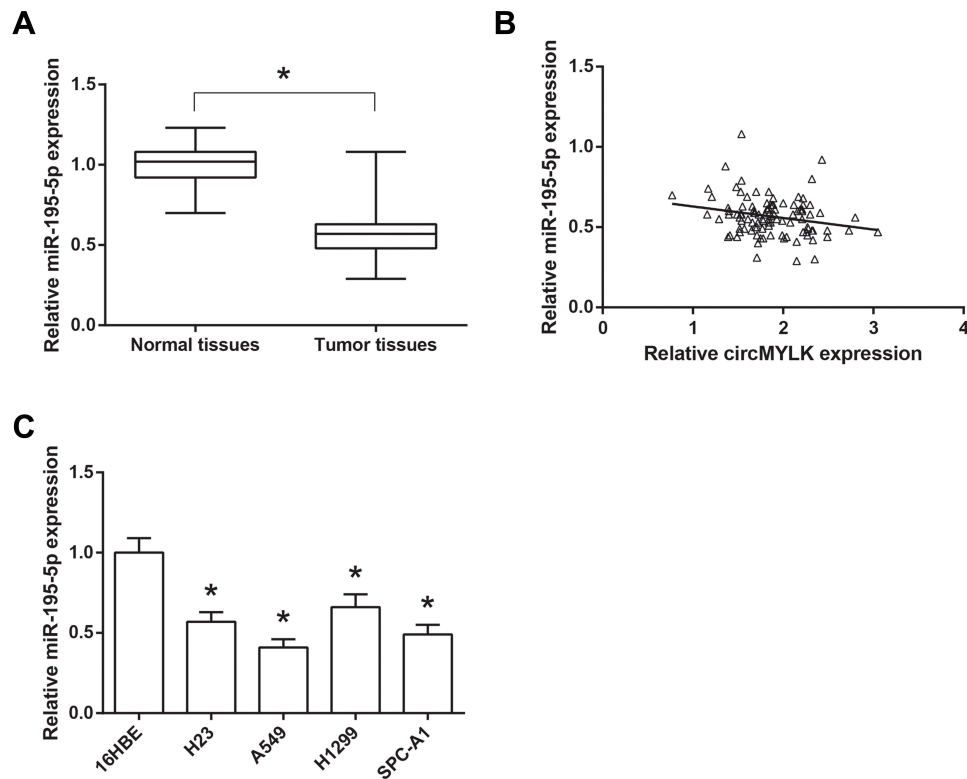 A
Relative miR-195-5p expression
1.5
1.0
0.5
0.0
*
Normal tissues
Tumor tissues
B
Relative miR-195-5p expression
1.5
1.0
0.5
0.0
0
1
2
3
4
Relative circMYLK expression
C
Relative miR-195-5p expression
1.5
1.0
0.5
0.0
*
*
*
*
16HBE
H23
A549
H1299
SPC-A1